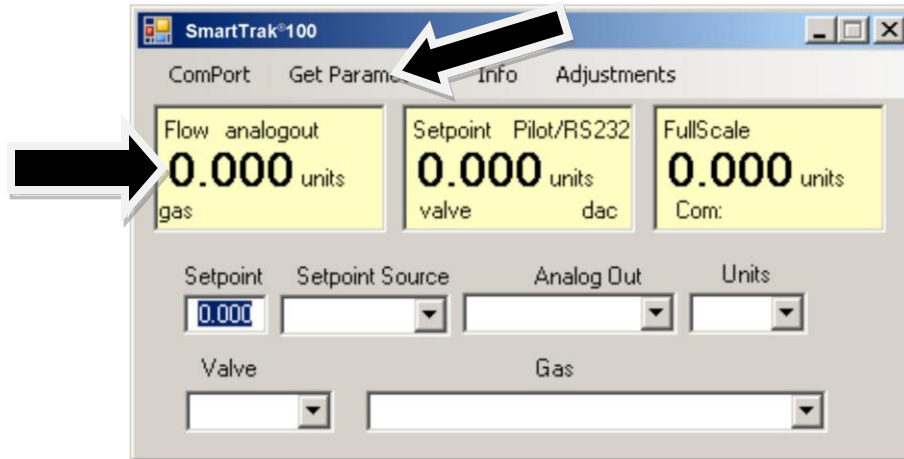 SmartTrak®100
ComPort Get Info Adjustments
Flow analogout
0.000 units
gas
Setpoint Pilot/RS232
0.000 units
valve dac
FullScale
0.000 units
Com:
Setpoint Setpoint Source Analog Out Units
0.000
Valve Gas